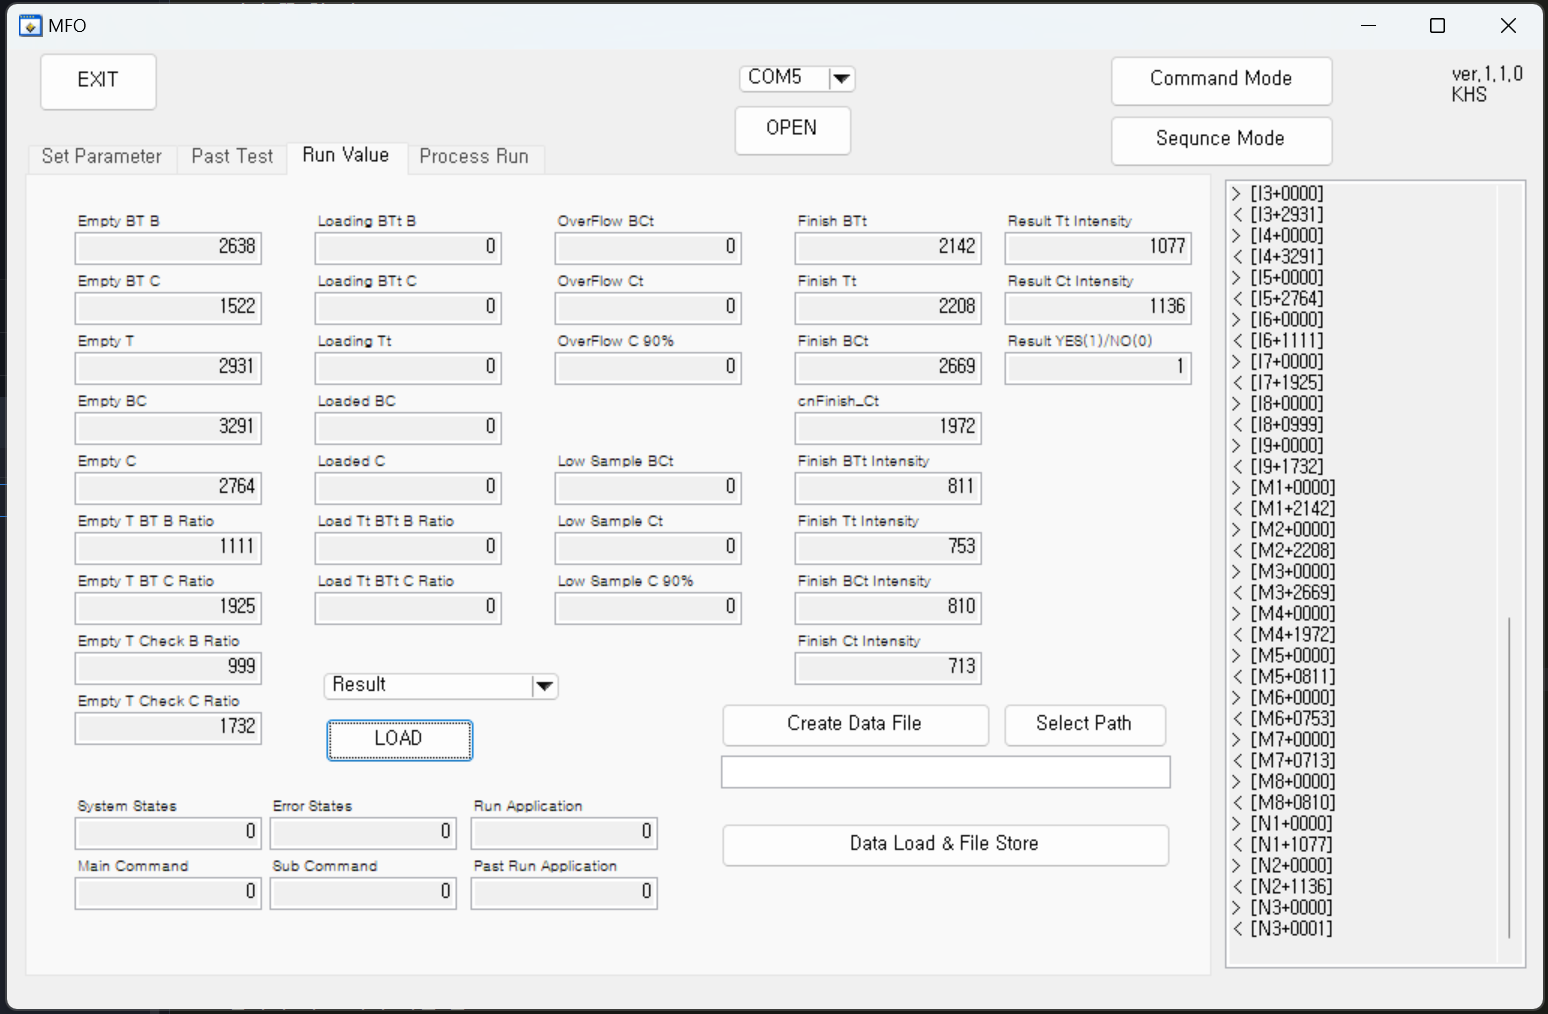 MFO
EXIT
COM5
OPEN
Command Mode
Sequnce Mode
ver,1,1,0
KHS
Set Parameter
Past Test
Run Value
Process Run
Empty BT B
2638
Empty BT C
1522
Empty T
2931
Empty BC
3291
Empty C
2764
Empty T BT B Ratio
1111
Empty T BT C Ratio
1925
Empty T Check B Ratio
999
Empty T Check C Ratio
1732
Loading BTt B
0
Loading BTt C
0
Loading Tt
0
Loaded BC
0
Loaded C
0
Load Tt BTt B Ratio
0
Load Tt BTt C Ratio
0
Result
LOAD
OverFlow BCt
0
OverFlow Ct
0
OverFlow C 90%
0
Low Sample BCt
0
Low Sample Ct
0
Low Sample C 90%
0
Finish BTt
2142
Finish Tt
2208
Finish BCt
2669
cnFinish_Ct
1972
Finish BTt Intensity
811
Finish Tt Intensity
753
Finish BCt Intensity
810
Finish Ct Intensity
713
Result Tt Intensity
1077
Result Ct Intensity
1136
Result YES(1)/NO(0)
1
Create Data File
Select Path
Data Load & File Store
System States
0
Error States
0
Run Application
0
Main Command
0
Sub Command
0
Past Run Application
0
> [I3+0000]
< [I3+2931]
> [I4+0000]
< [I4+3291]
> [I5+0000]
< [I5+2764]
> [I6+0000]
< [I6+1111]
> [I7+0000]
< [I7+1925]
> [I8+0000]
< [I8+0999]
> [I9+0000]
< [I9+1732]
> [M1+0000]
< [M1+2142]
> [M2+0000]
< [M2+2208]
> [M3+0000]
< [M3+2669]
> [M4+0000]
< [M4+1972]
> [M5+0000]
< [M5+0811]
> [M6+0000]
< [M6+0753]
> [M7+0000]
< [M7+0713]
> [M8+0000]
< [M8+0810]
> [N1+0000]
< [N1+1077]
> [N2+0000]
< [N2+1136]
> [N3+0000]
< [N3+0001]